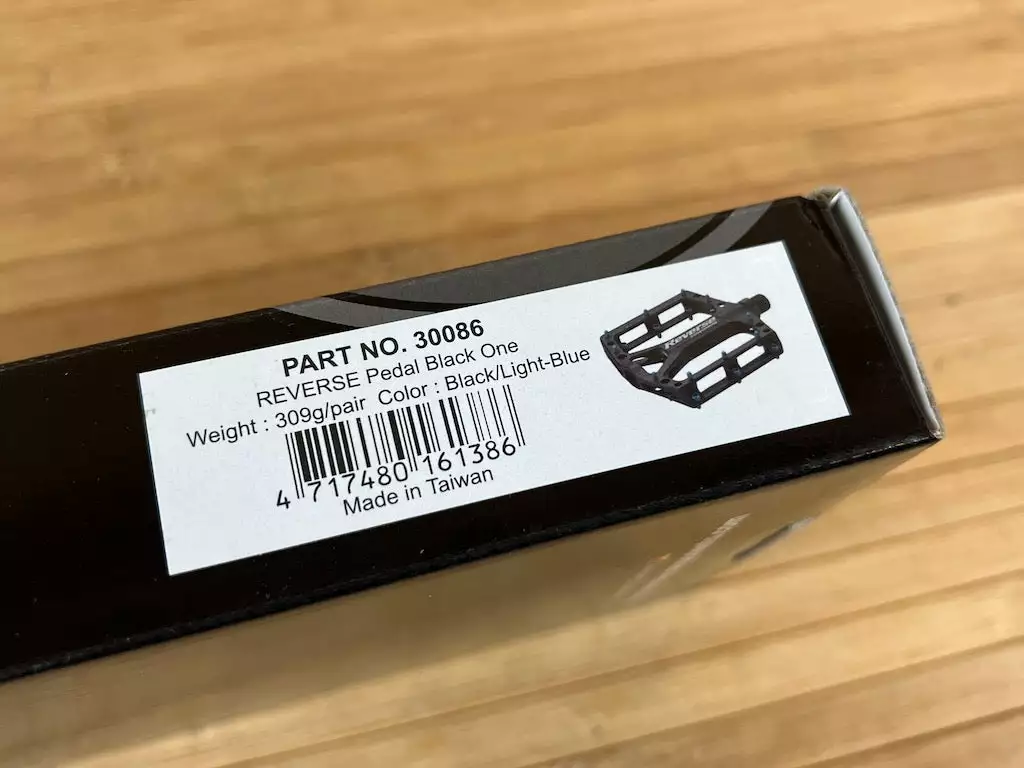 PART NO. 30086
REVERSE Pedal Black One
Weight : 309g/pair Color : Black/Light-Blue
4 717480 161386
Made in Taiwan
Reverse